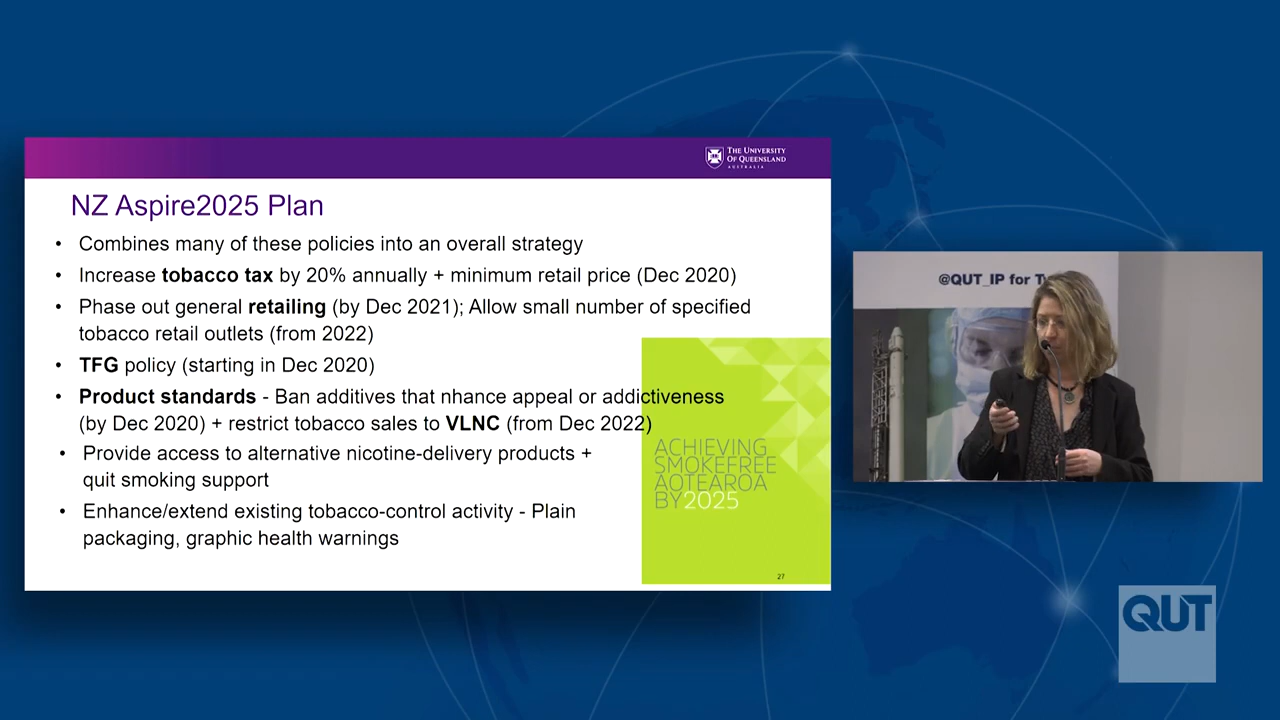 THE UNIVERSITY
OF QUEENSLAND
AUSTRALIA
NZ Aspire2025 Plan
• Combines many of these policies into an overall strategy
• Increase tobacco tax by 20% annually + minimum retail price (Dec 2020)
• Phase out general retailing (by Dec 2021); Allow small number of specified
tobacco retail outlets (from 2022)
• TFG policy (starting in Dec 2020)
• Product standards - Ban additives that nhance appeal or addictiveness
(by Dec 2020) + restrict tobacco sales to VLNC (from Dec 2022)
• Provide access to alternative nicotine-delivery products +
quit smoking support
• Enhance/extend existing tobacco-control activity - Plain
packaging, graphic health warnings
ACHIEVING
SMOKEFREE
AOTEAROA
BY2025
27
@QUT_IP for
QUT